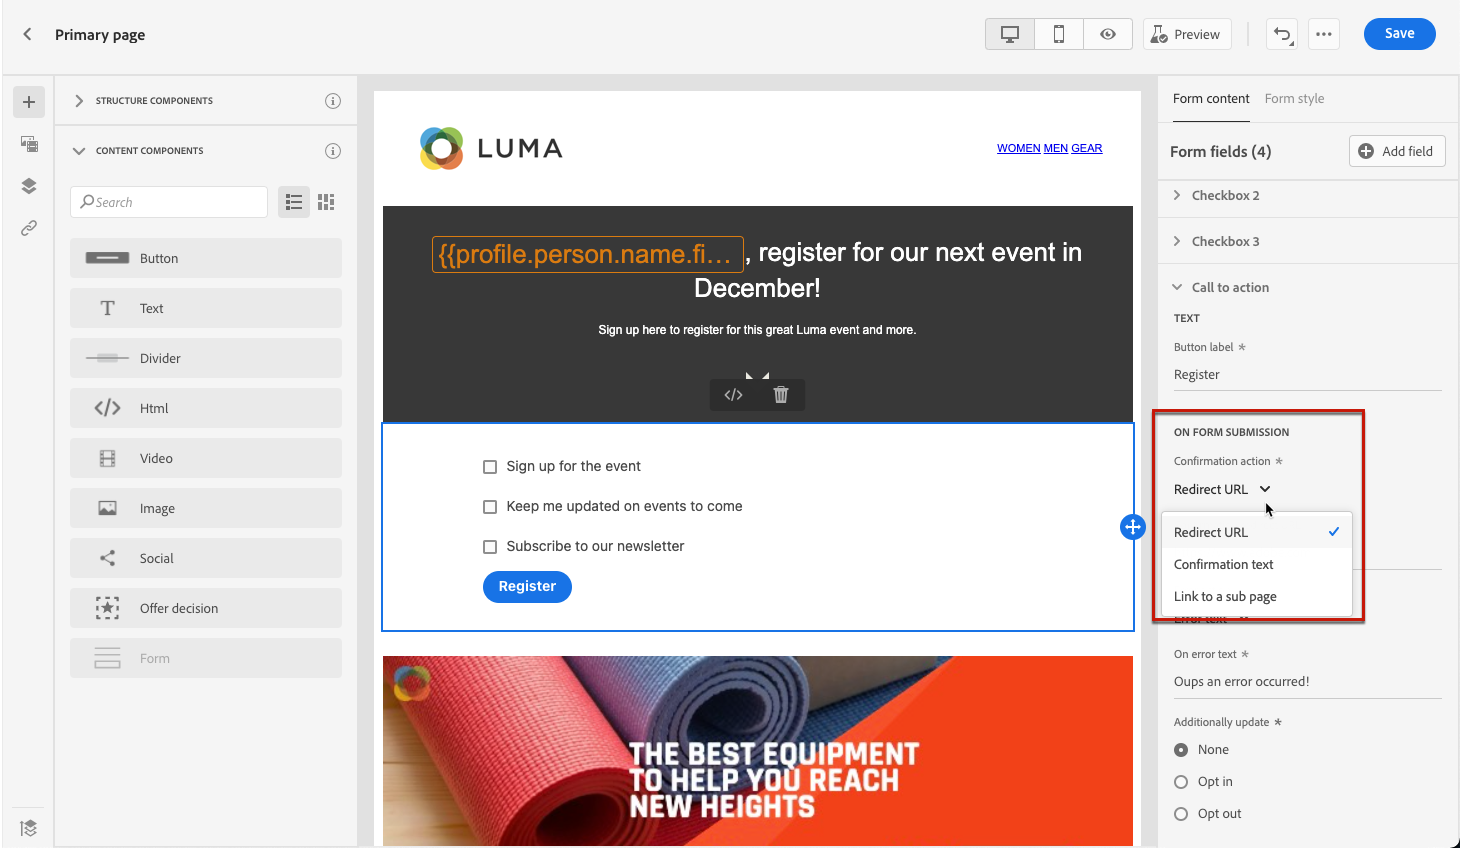 Primary page
Preview
Save
STRUCTURE COMPONENTS
CONTENT COMPONENTS
Search
Button
Text
Divider
Html
Video
Image
Social
Offer decision
Form
LUMA
WOMEN MEN GEAR
{{profile.person.name.fi... , register for our next event in
December!
Sign up here to register for this great Luma event and more.
Sign up for the event
Keep me updated on events to come
Subscribe to our newsletter
Register
THE BEST EQUIPMENT
TO HELP YOU REACH
NEW HEIGHTS
Form content
Form style
Form fields (4)
Add field
Checkbox 2
Checkbox 3
Call to action
TEXT
Button label *
Register
ON FORM SUBMISSION
Confirmation action *
Redirect URL
Redirect URL
Confirmation text
Link to a sub page
Error text
On error text *
Oups an error occurred!
Additionally update *
None
Opt in
Opt out